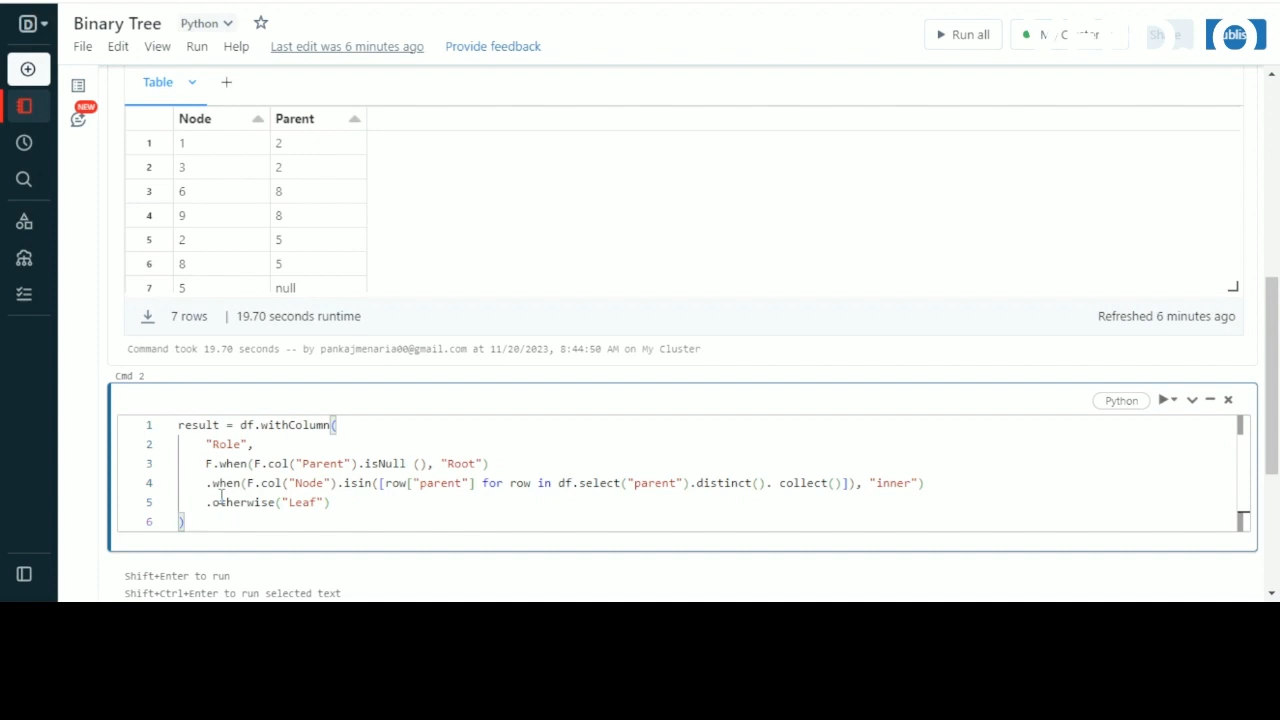 D
Binary Tree Python
File Edit View Run Help Last edit was 6 minutes ago Provide feedback
Run all
NEW
Table +
Node Parent
1 1 2
2 3 2
3 6 8
4 9 8
5 2 5
6 8 5
7 5 null
7 rows | 19.70 seconds runtime Refreshed 6 minutes ago
Command took 19.70 seconds -- by pankajmenaria00@gmail.com at 11/20/2023, 8:44:50 AM on My Cluster
Cmd 2
Python
1 result = df.withColumn(
2 "Role",
3 F.when(F.col("Parent").isNull (), "Root")
4 .when(F.col("Node").isin([row["parent"] for row in df.select("parent").distinct(). collect()]), "inner")
5 .otherwise("Leaf")
6 )
Shift+Enter to run
Shift+Ctrl+Enter to run selected text